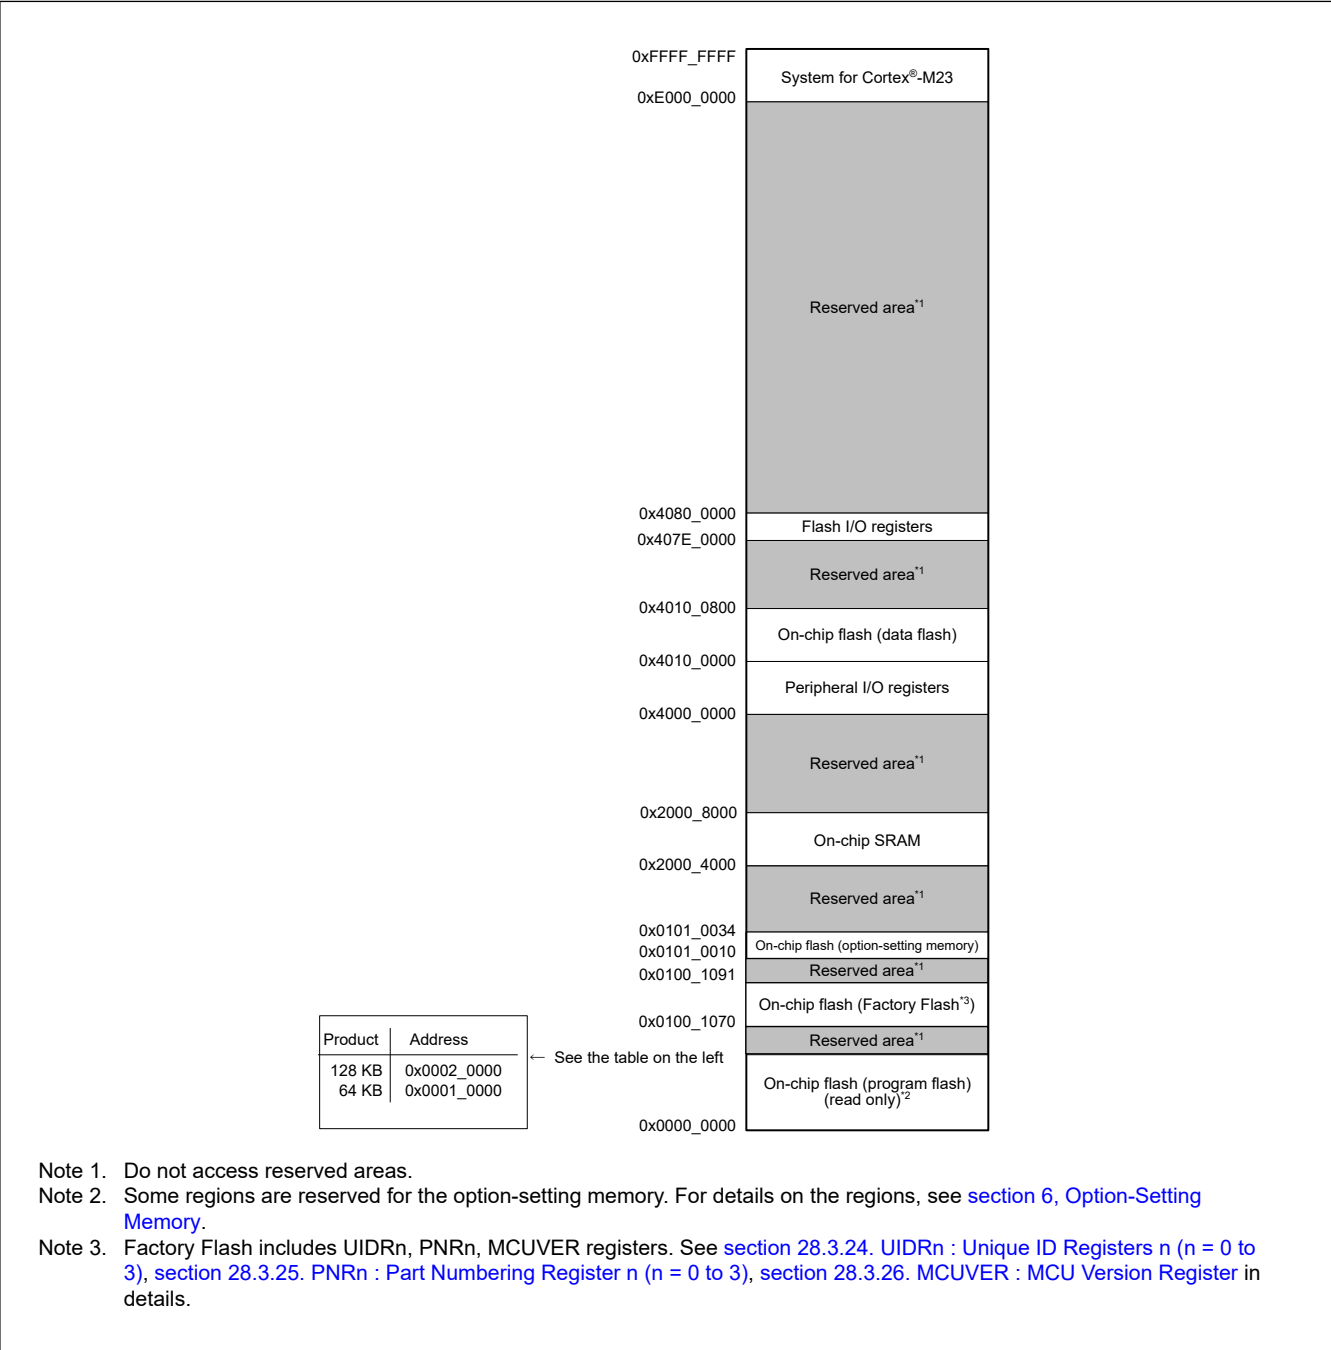 0xFFFF_FFFF
System for Cortex®-M23
0xE000_0000
Reserved area*1
0x4080_0000
Flash I/O registers
0x407E_0000
Reserved area*1
0x4010_0800
On-chip flash (data flash)
0x4010_0000
Peripheral I/O registers
0x4000_0000
Reserved area*1
0x2000_8000
On-chip SRAM
0x2000_4000
Reserved area*1
0x0101_0034
On-chip flash (option-setting memory)
0x0101_0010
Reserved area*1
0x0100_1091
On-chip flash (Factory Flash*3)
0x0100_1070
Reserved area*1
Product Address
← See the table on the left
128 KB 0x0002_0000
64 KB 0x0001_0000
On-chip flash (program flash)
(read only)*2
0x0000_0000
Note 1. Do not access reserved areas.
Note 2. Some regions are reserved for the option-setting memory. For details on the regions, see section 6, Option-Setting
Memory.
Note 3. Factory Flash includes UIDRn, PNRn, MCUVER registers. See section 28.3.24. UIDRn : Unique ID Registers n (n = 0 to
3), section 28.3.25. PNRn : Part Numbering Register n (n = 0 to 3), section 28.3.26. MCUVER : MCU Version Register in
details.